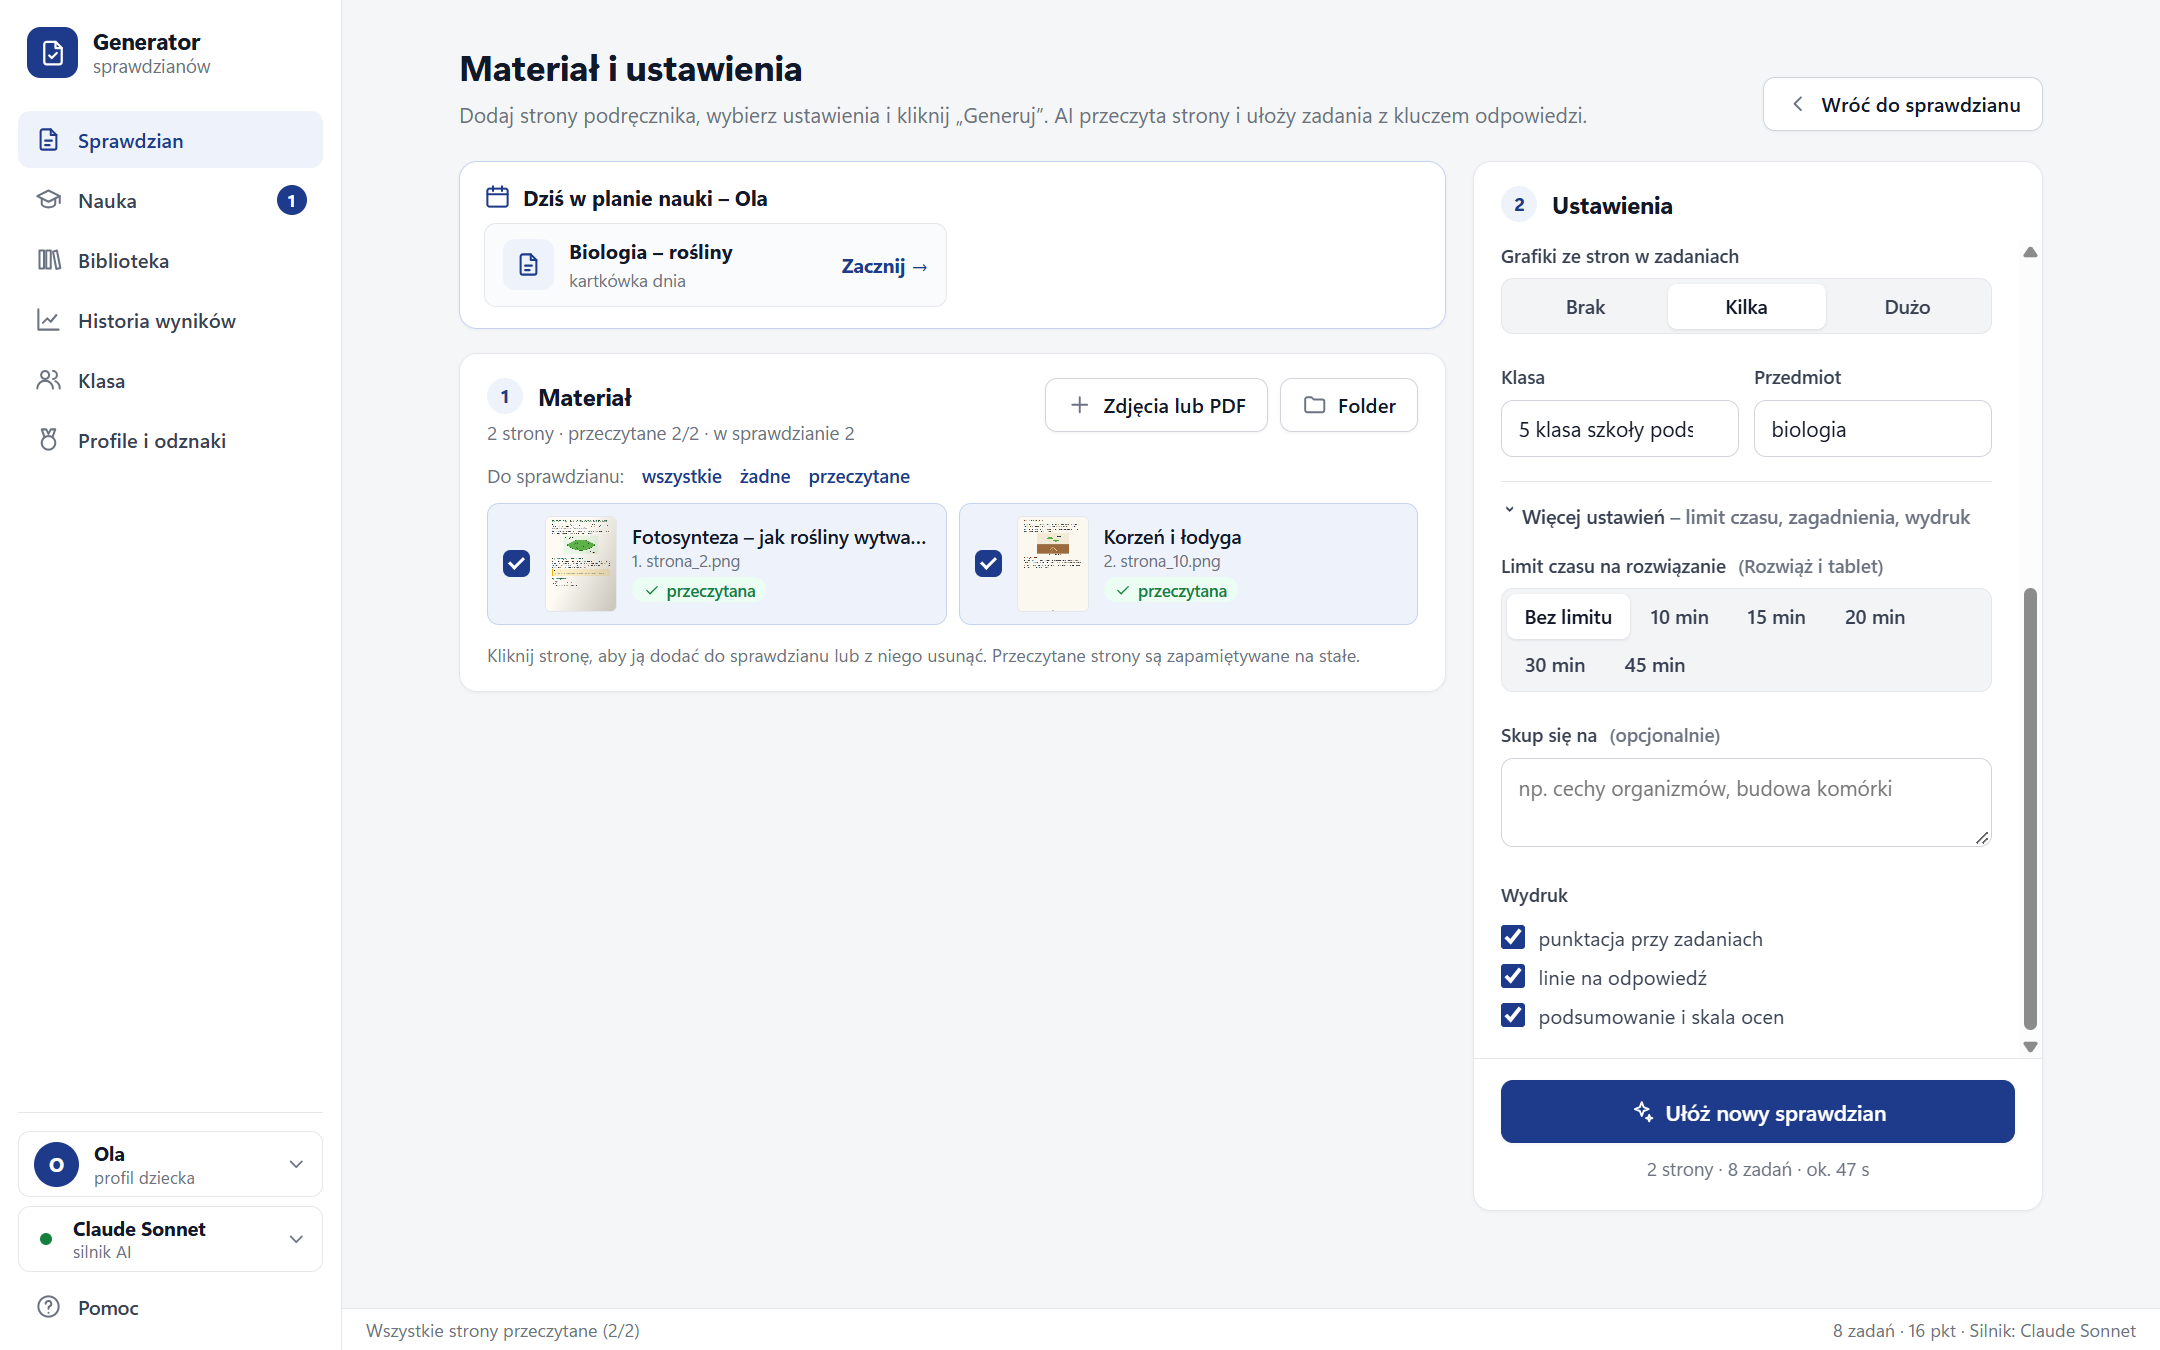 Generator
sprawdzianów
Sprawdzian
Nauka
1
Biblioteka
Historia wyników
Klasa
Profile i odznaki
O
Ola
profil dziecka
Claude Sonnet
silnik AI
Pomoc
Materiał i ustawienia
Dodaj strony podręcznika, wybierz ustawienia i kliknij „Generuj”. AI przeczyta strony i ułoży zadania z kluczem odpowiedzi.
Wróć do sprawdzianu
Dziś w planie nauki – Ola
Biologia – rośliny
kartkówka dnia
Zacznij →
1
Materiał
2 strony · przeczytane 2/2 · w sprawdzianie 2
Zdjęcia lub PDF
Folder
Do sprawdzianu: wszystkie żadne przeczytane
Fotosynteza – jak rośliny wytwa...
1. strona_2.png
przeczytana
Korzeń i łodyga
2. strona_10.png
przeczytana
Kliknij stronę, aby ją dodać do sprawdzianu lub z niego usunąć. Przeczytane strony są zapamiętywane na stałe.
2
Ustawienia
Grafiki ze stron w zadaniach
Brak
Kilka
Dużo
Klasa
Przedmiot
5 klasa szkoły pods
biologia
Więcej ustawień – limit czasu, zagadnienia, wydruk
Limit czasu na rozwiązanie (Rozwiąż i tablet)
Bez limitu 10 min 15 min 20 min
30 min 45 min
Skup się na (opcjonalnie)
np. cechy organizmów, budowa komórki
Wydruk
punktacja przy zadaniach
linie na odpowiedź
podsumowanie i skala ocen
Ułóż nowy sprawdzian
2 strony · 8 zadań · ok. 47 s
Wszystkie strony przeczytane (2/2)
8 zadań · 16 pkt · Silnik: Claude Sonnet